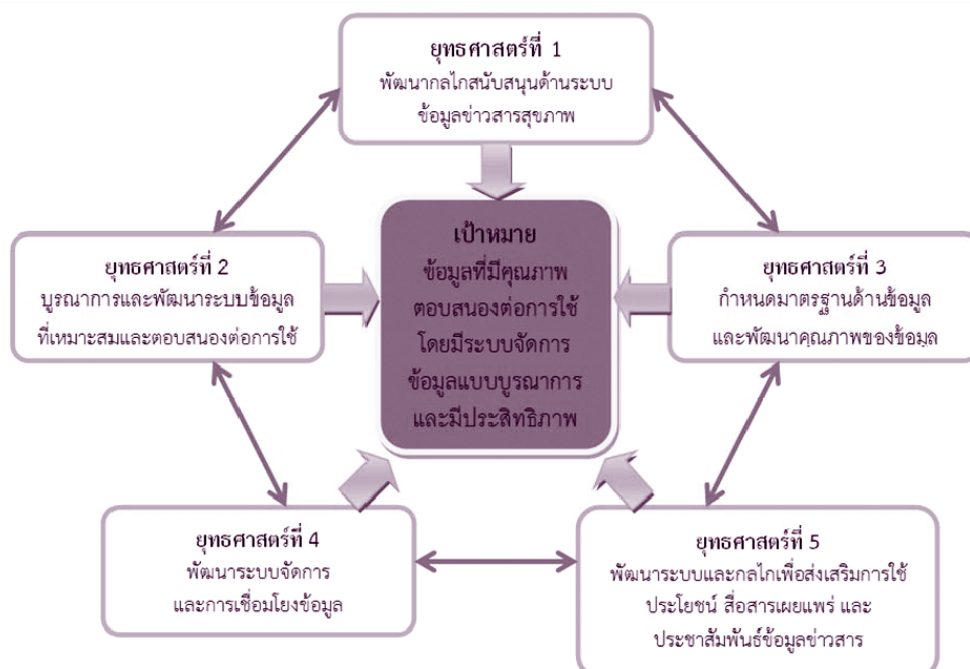 ยุทธศาสตร์ที่ 1
พัฒนากลไกสนับสนุนด้านระบบ
ข้อมูลข่าวสารสุขภาพ
เป้าหมาย
ข้อมูลที่มีคุณภาพ
ตอบสนองต่อการใช้
โดยมีระบบจัดการ
ข้อมูลแบบบูรณาการ
และมีประสิทธิภาพ
ยุทธศาสตร์ที่ 2
บูรณาการและพัฒนาระบบข้อมูล
ที่เหมาะสมและตอบสนองต่อการใช้
ยุทธศาสตร์ที่ 3
กำหนดมาตรฐานด้านข้อมูล
และพัฒนาคุณภาพของข้อมูล
ยุทธศาสตร์ที่ 4
พัฒนาระบบจัดการ
และการเชื่อมโยงข้อมูล
ยุทธศาสตร์ที่ 5
พัฒนาระบบและกลไกเพื่อส่งเสริมการใช้
ประโยชน์ สื่อสารเผยแพร่ และ
ประชาสัมพันธ์ข้อมูลข่าวสาร